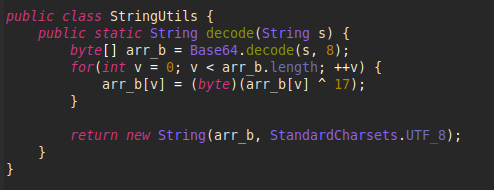 public class StringUtils {
    public static String decode(String s) {
        byte[] arr_b = Base64.decode(s, 8);
        for(int v = 0; v < arr_b.length; ++v) {
            arr_b[v] = (byte)(arr_b[v] ^ 17);
        }

        return new String(arr_b, StandardCharsets.UTF_8);
    }
}